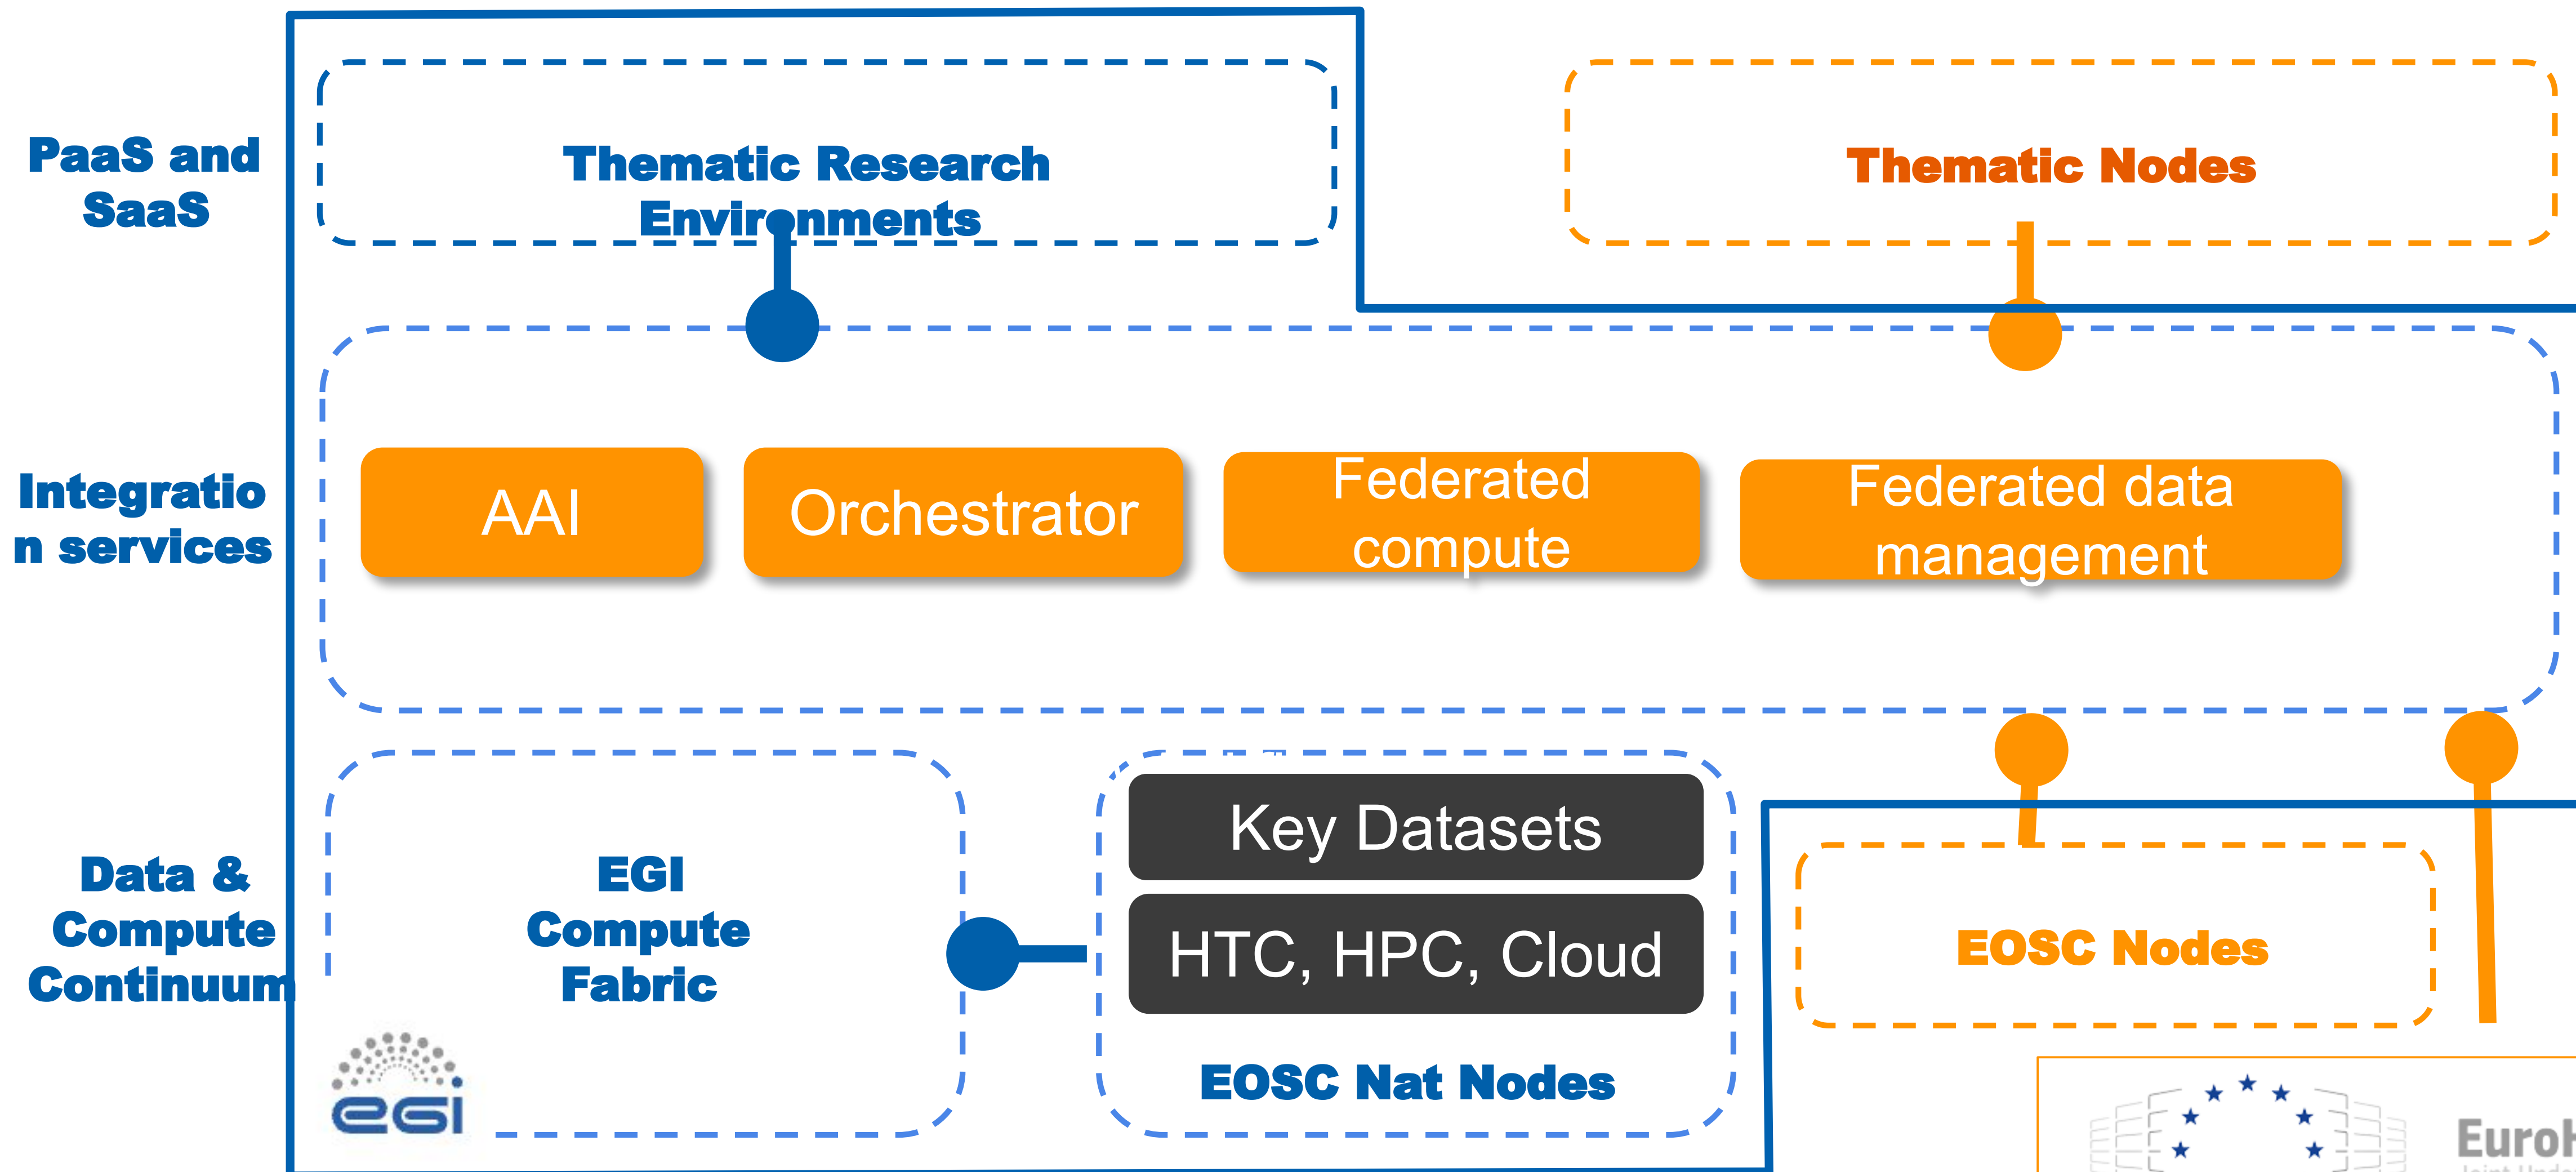 PaaS and
SaaS
Thematic Research
Environments
Thematic Nodes
Integratio
n services
AAI
Orchestrator
Federated
compute
Federated data
management
Data &
Compute
Continuum
EGI
Compute
Fabric
Key Datasets
HTC, HPC, Cloud
EOSC Nat Nodes
EOSC Nodes
egi